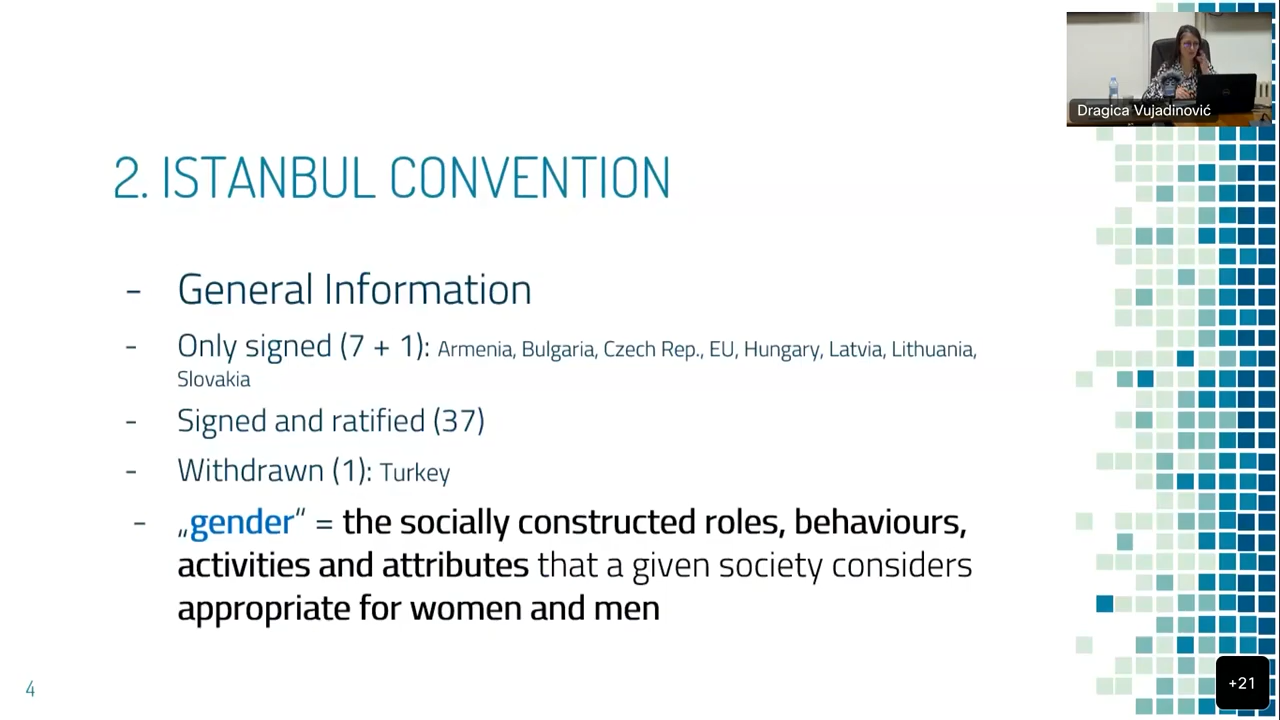 Dragica Vujadinović
2. ISTANBUL CONVENTION
- General Information
- Only signed (7 + 1): Armenia, Bulgaria, Czech Rep., EU, Hungary, Latvia, Lithuania,
Slovakia
- Signed and ratified (37)
- Withdrawn (1): Turkey
- „gender“ = the socially constructed roles, behaviours,
activities and attributes that a given society considers
appropriate for women and men
4
+21